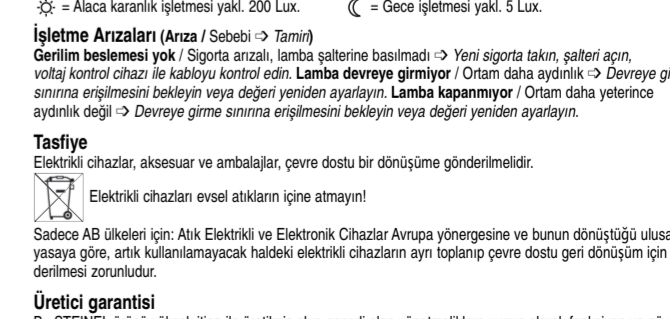 = Alaca karanlık işletmesi yakl. 200 Lux. = Gece işletmesi yakl. 5 Lux.
İşletme Arızaları (Arıza / Sebebi ➩ Tamir)
Gerilim beslemesi yok / Sigorta arızalı, lamba şalterine basılmadı ➩ Yeni sigorta takın, şalteri açın,
voltaj kontrol cihazı ile kabloyu kontrol edin. Lamba devreye girmiyor / Ortam daha aydınlık ➩ Devreye gi
sınırına erişilmesini bekleyin veya değeri yeniden ayarlayın. Lamba kapanmıyor / Ortam daha yeterince
aydınlık değil ➩ Devreye girme sınırına erişilmesini bekleyin veya değeri yeniden ayarlayın.
Tasfiye
Elektrikli cihazlar, aksesuar ve ambalajlar, çevre dostu bir dönüşüme gönderilmelidir.
Elektrikli cihazları evsel atıkların içine atmayın!
Sadece AB ülkeleri için: Atık Elektrikli ve Elektronik Cihazlar Avrupa yönergesine ve bunun dönüştüğü ulusa
yasaya göre, artık kullanılamayacak haldeki elektrikli cihazların ayrı toplanıp çevre dostu geri dönüşüm için
derilmesi zorunludur.
Üretici garantisi